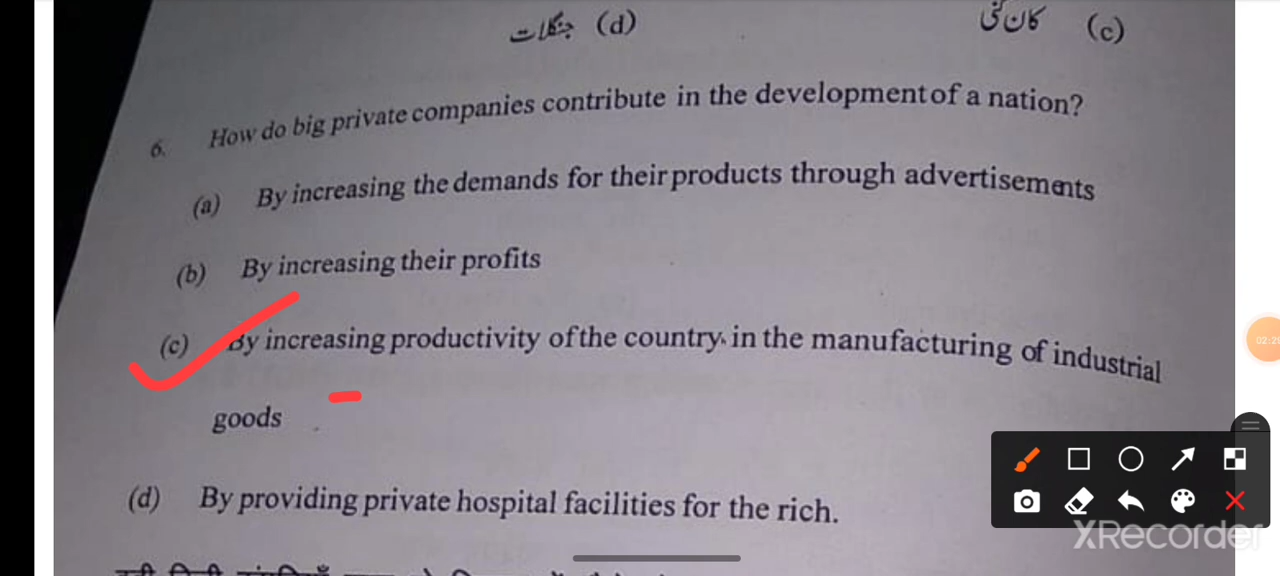 جنگلات (d) کان کنی (c)
6. How do big private companies contribute in the development of a nation?
(a) By increasing the demands for their products through advertisements
(b) By increasing their profits
(c) By increasing productivity of the country in the manufacturing of industrial
goods
(d) By providing private hospital facilities for the rich.
02:20
XRecorder